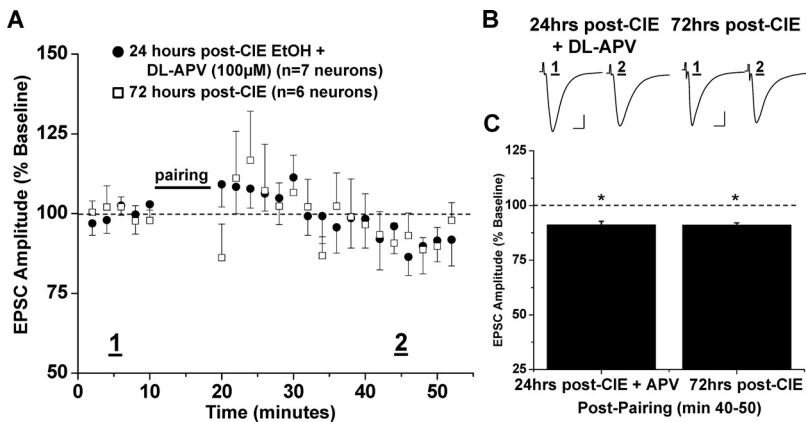 A
24 hours post-CIE EtOH +
DL-APV (100μM) (n=7 neurons)
72 hours post-CIE (n=6 neurons)
EPSC Amplitude (% Baseline)
150
125
100
75
50
pairing
1
2
0
10
20
30
40
50
Time (minutes)
B
24hrs post-CIE
+ DL-APV
72hrs post-CIE
1
2
1
2
C
EPSC Amplitude (% Baseline)
125
100
75
50
25
*
*
24hrs post-CIE + APV
72hrs post-CIE
Post-Pairing (min 40-50)